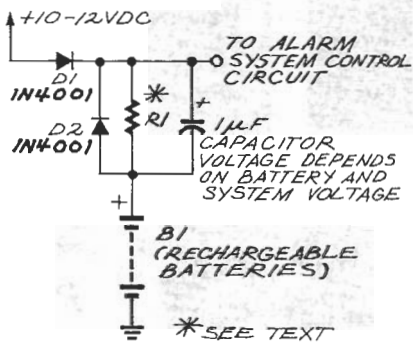 +10-12VDC
TO ALARM
SYSTEM CONTROL
CIRCUIT
D1
1N4001
*
R1
+
1µF
D2
1N4001
CAPACITOR
VOLTAGE DEPENDS
ON BATTERY AND
SYSTEM VOLTAGE
+
B1
(RECHARGEABLE
BATTERIES)
*SEE TEXT